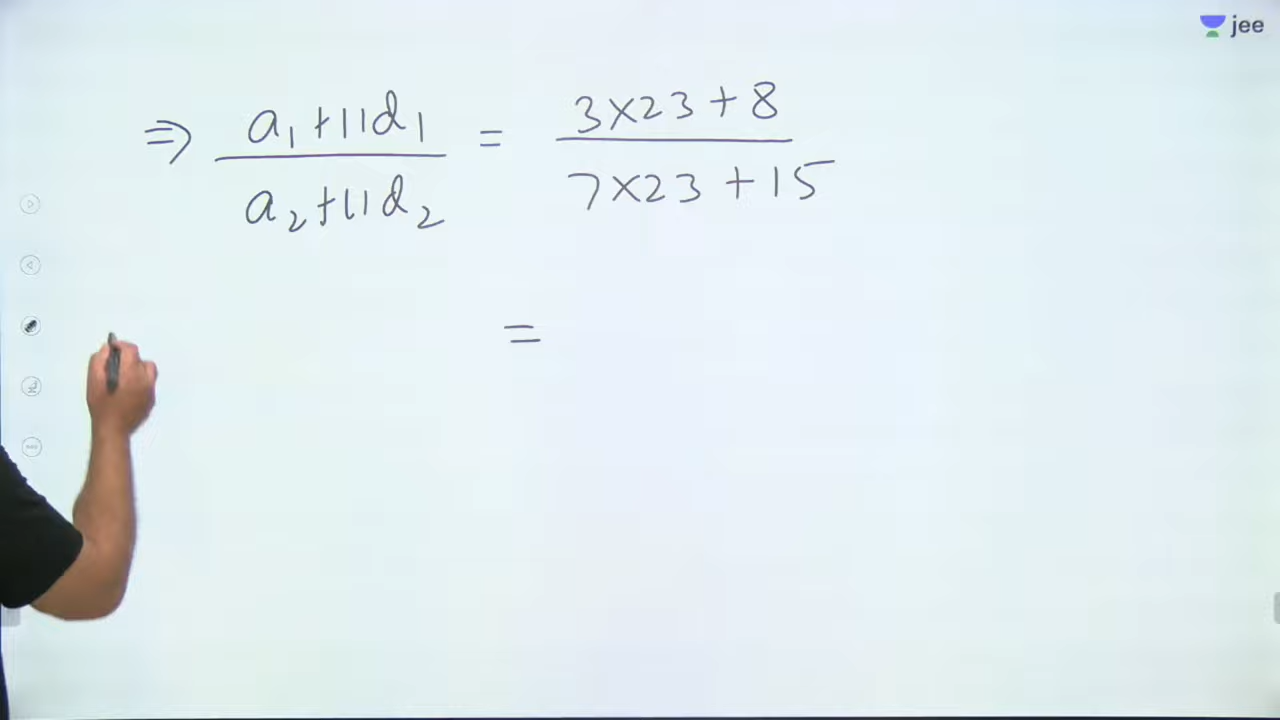 jee
⇒ a₁+11d₁ / a₂+11d₂ = 3×23+8 / 7×23+15
=